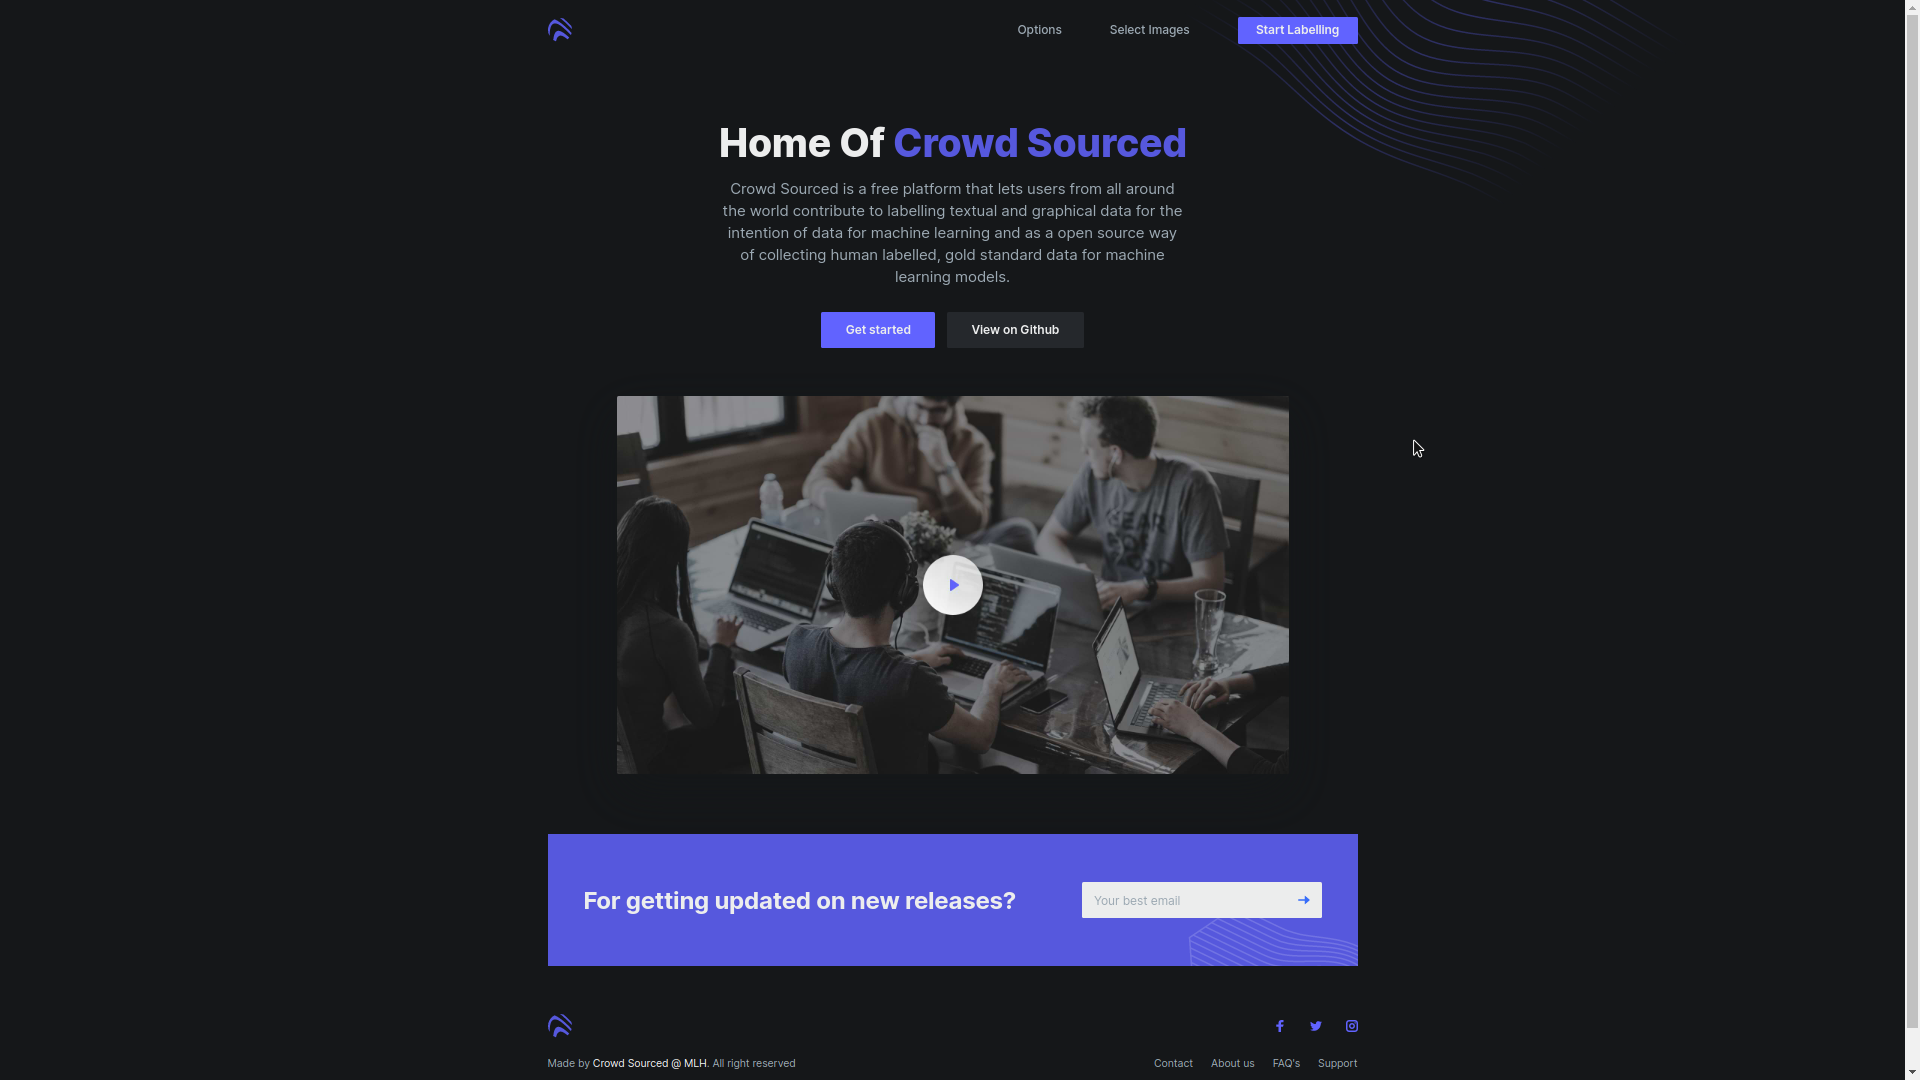 Options
Select Images
Start Labelling
Home Of Crowd Sourced
Crowd Sourced is a free platform that lets users from all around
the world contribute to labelling textual and graphical data for the
intention of data for machine learning and as a open source way
of collecting human labelled, gold standard data for machine
learning models.
Get started
View on Github
For getting updated on new releases?
Your best email
Made by Crowd Sourced @ MLH. All right reserved
Contact
About us
FAQ's
Support